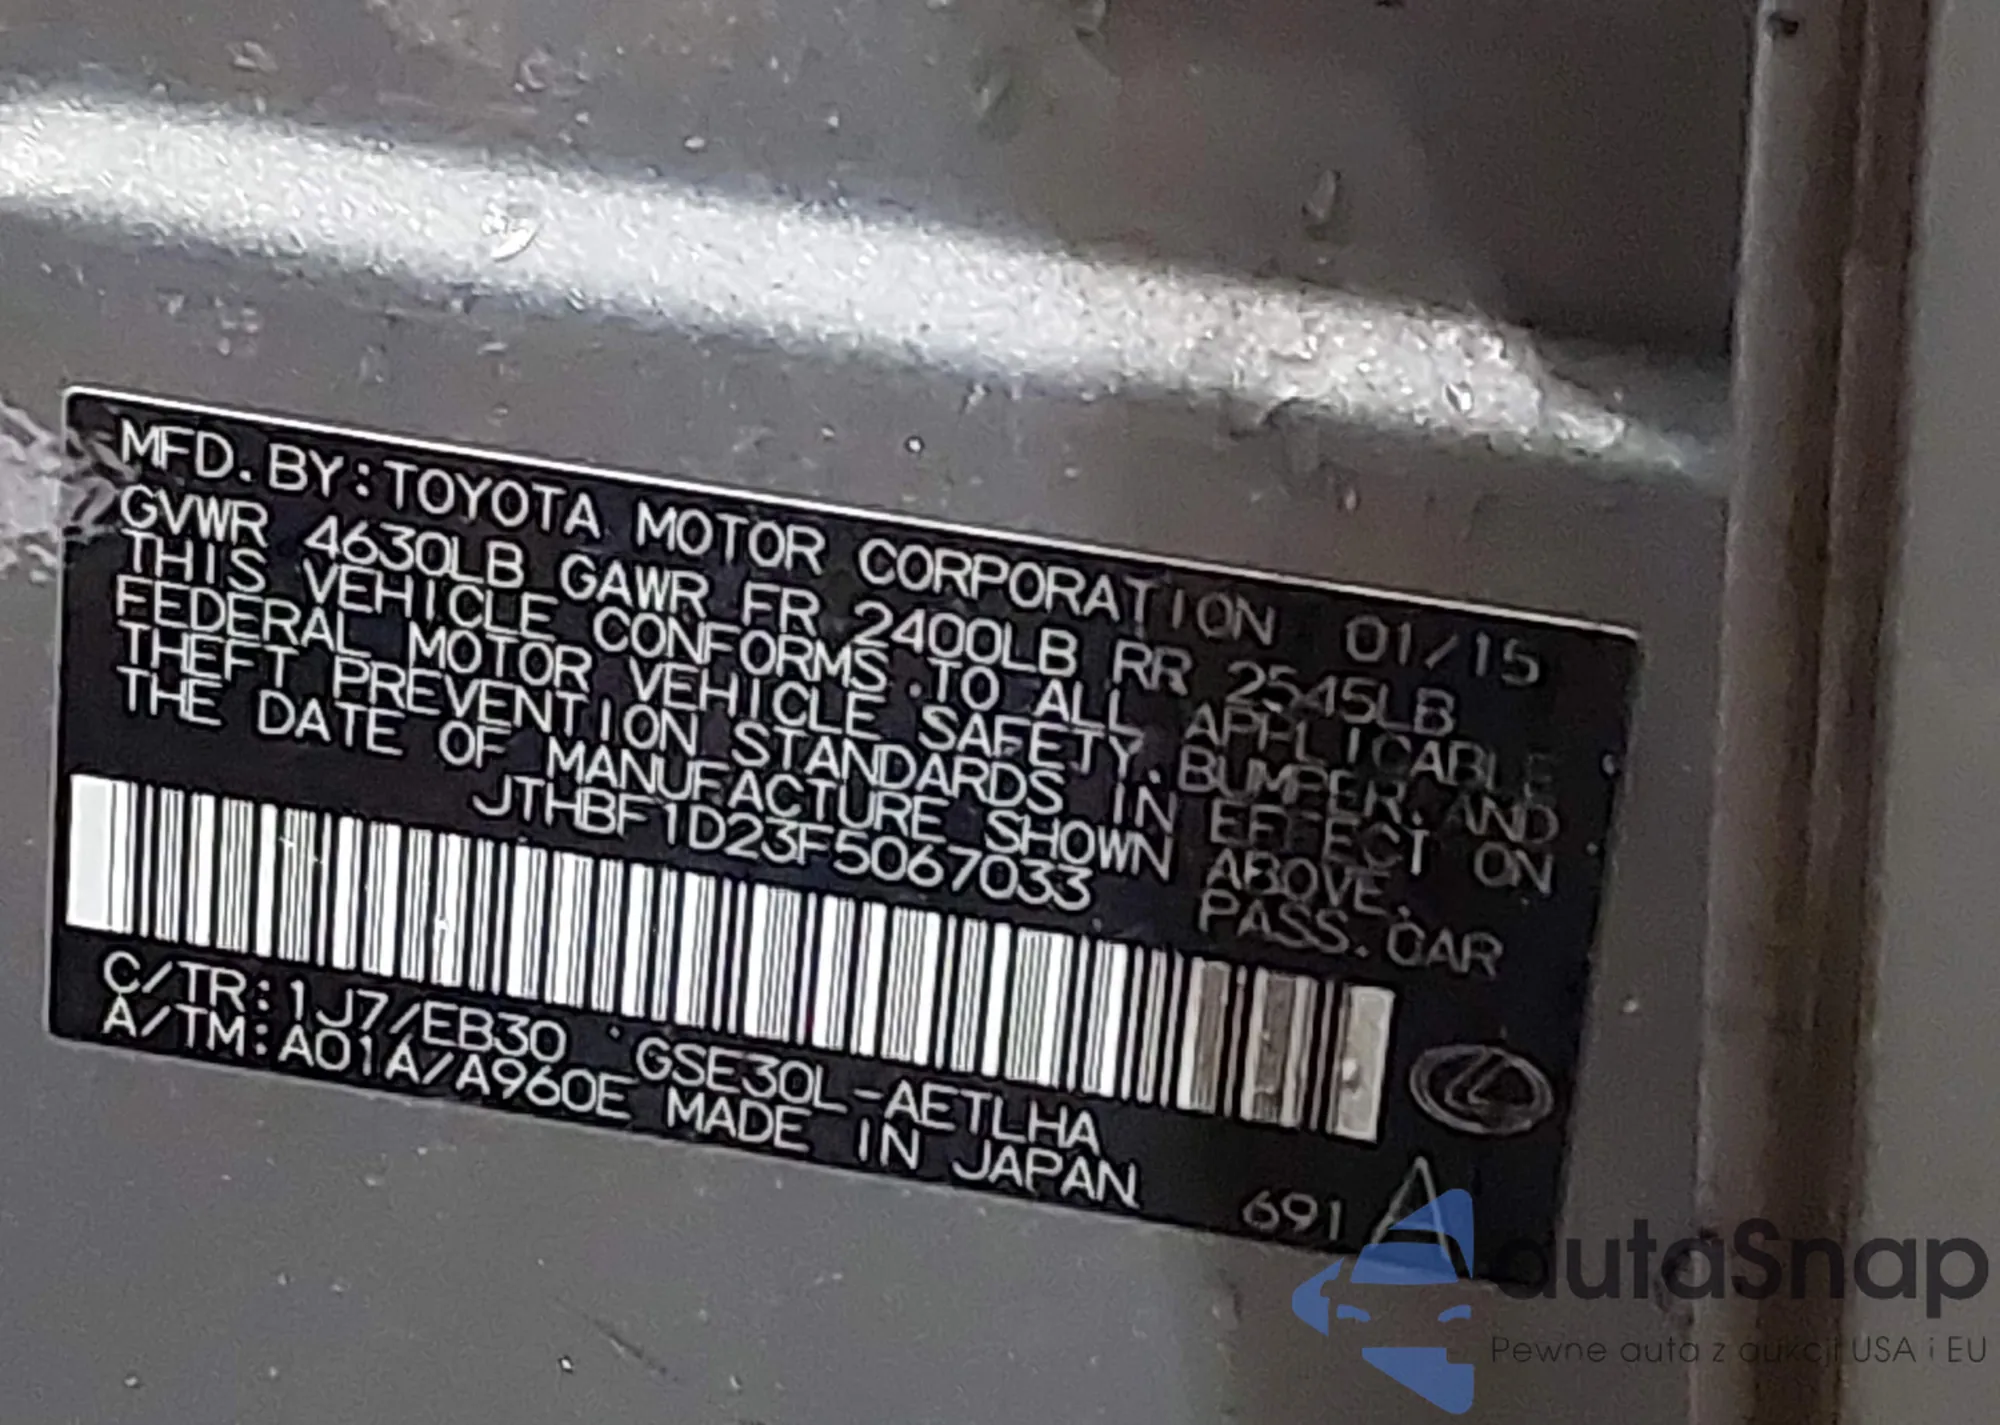 MFD. BY: TOYOTA MOTOR CORPORATION 01/15
GVWR 4630LB GAWR FR 2400LB RR 2545LB
THIS VEHICLE CONFORMS TO ALL APPLICABLE
FEDERAL MOTOR VEHICLE SAFETY, BUMPER, AND
THEFT PREVENTION STANDARDS IN EFFECT ON
THE DATE OF MANUFACTURE SHOWN ABOVE.
JTHBF1D23F5067033 PASS. CAR
C/TR: 1J7/EB30 GSE30L-AETLHA
A/TM: A01A/A960E MADE IN JAPAN 691 A
autaSnap
Pewne auta z aukcji USA i EU